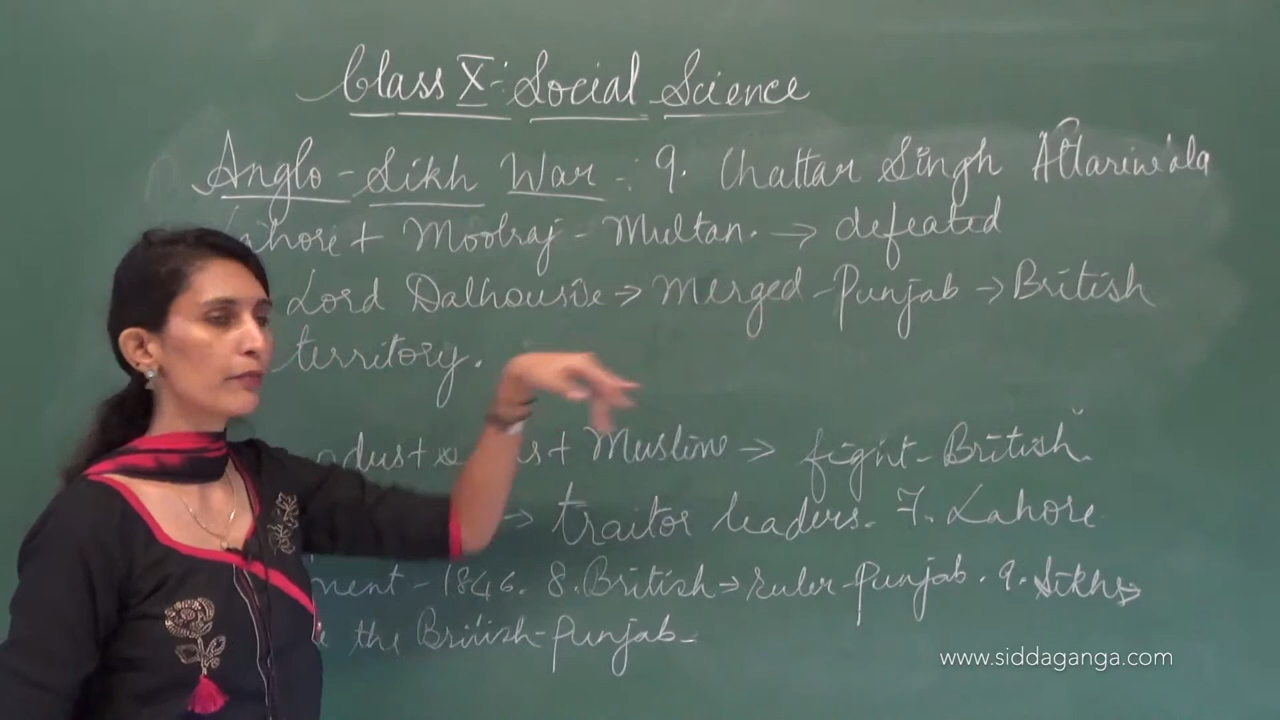 Class X: Social Science
Anglo-Sikh War: 9. Chattar Singh Attariwala
Lahore + Moolraj - Multan. → defeated
Lord Dalhousie → Merged Punjab → British
territory.
+ Muslim → fight British.
→ traitor leaders. 7. Lahore
1846. 8. British → ruler Punjab. 9. Sikhs →
the British Punjab
www.siddaganga.com